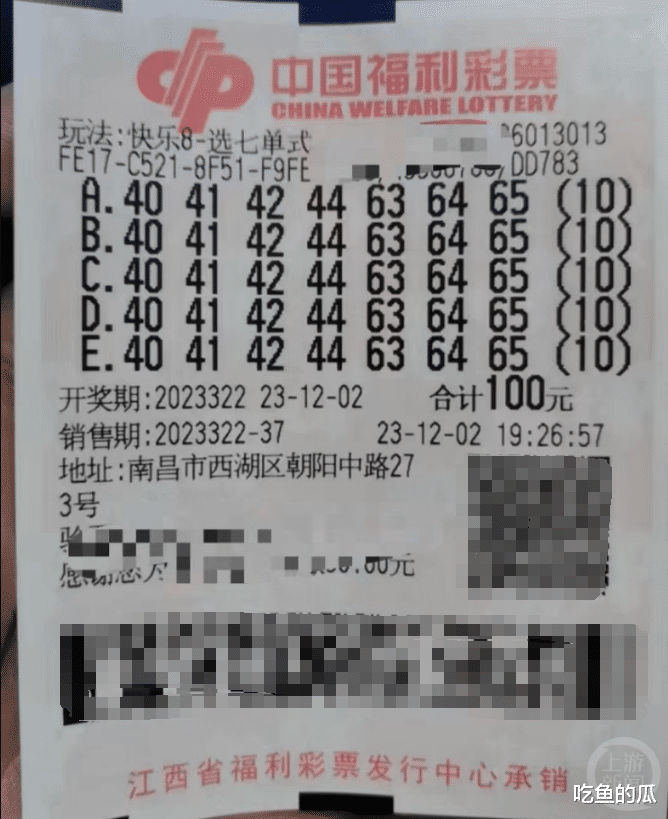 中国福利彩票
CHINA WELFARE LOTTERY
玩法:快乐8-选七单式 6013013
FE17-C521-8F51-F9FE DD783
A.40 41 42 44 63 64 65 (10)
B.40 41 42 44 63 64 65 (10)
C.40 41 42 44 63 64 65 (10)
D.40 41 42 44 63 64 65 (10)
E.40 41 42 44 63 64 65 (10)
开奖期:2023322 23-12-02 合计100元
销售期:2023322-37 23-12-02 19:26:57
地址:南昌市西湖区朝阳中路27
3号
元
江西省福利彩票发行中心承销
上游新闻
吃鱼的瓜